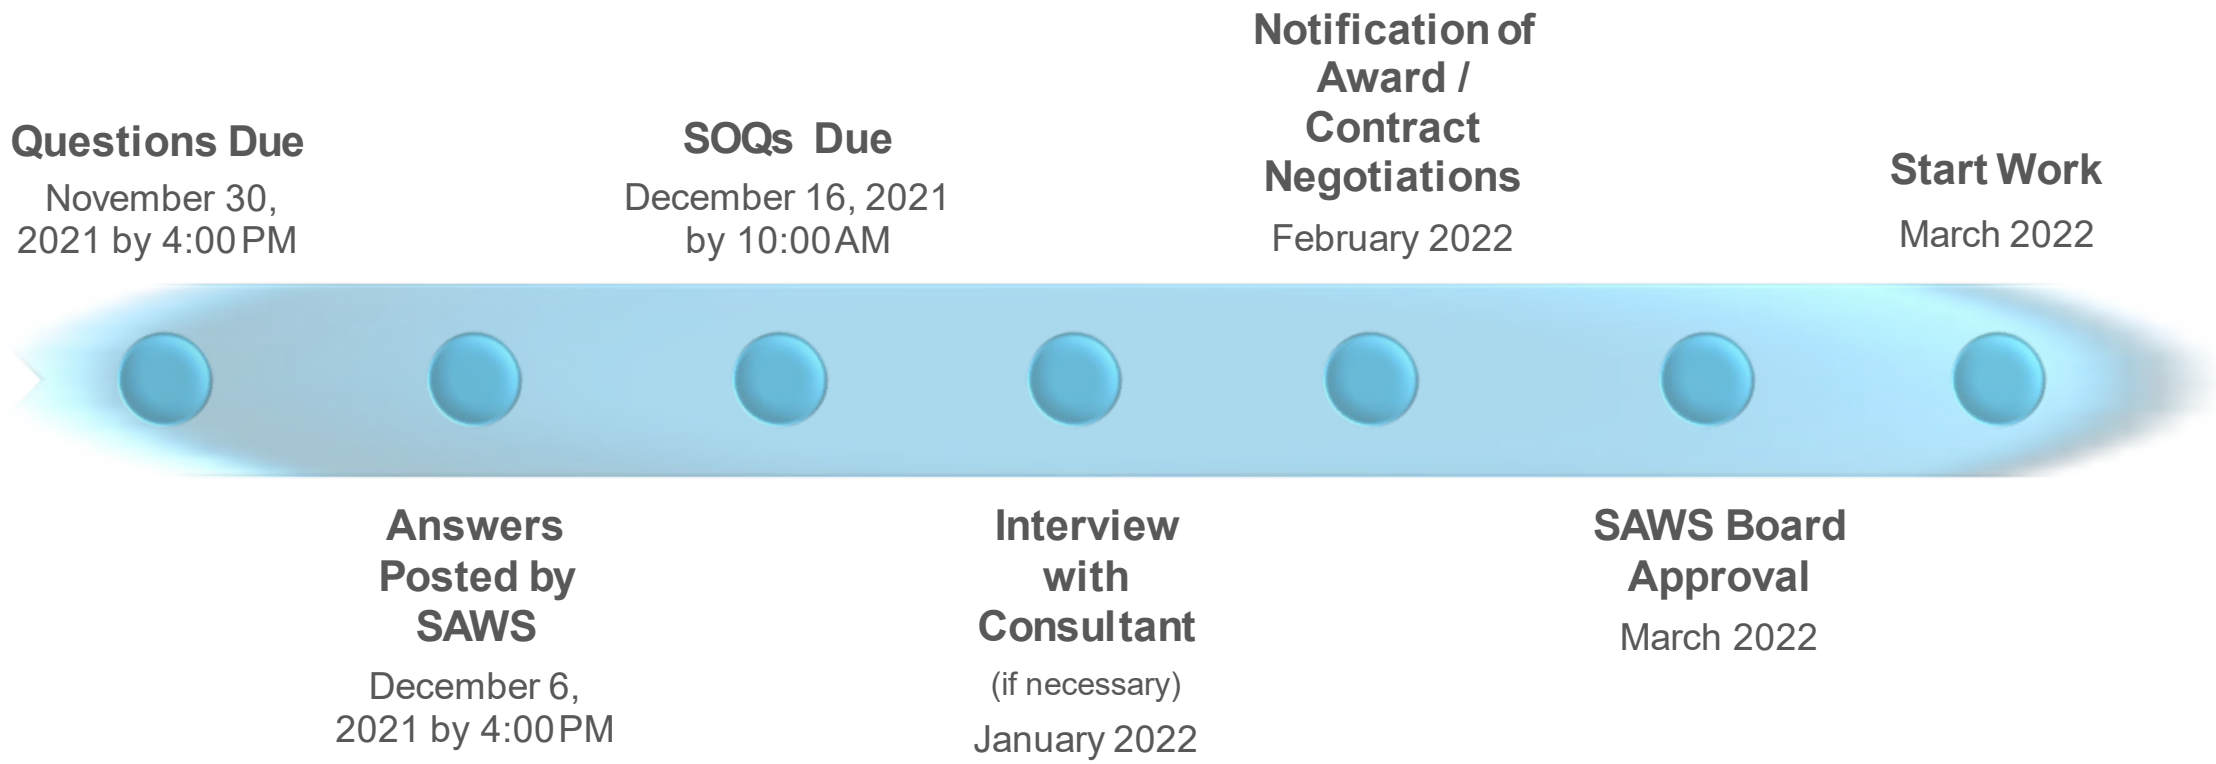 Questions Due
November 30,
2021 by 4:00 PM
Answers
Posted by
SAWS
December 6,
2021 by 4:00 PM
SOQs Due
December 16, 2021
by 10:00 AM
Interview
with
Consultant
(if necessary)
January 2022
Notification of
Award /
Contract
Negotiations
February 2022
SAWS Board
Approval
March 2022
Start Work
March 2022